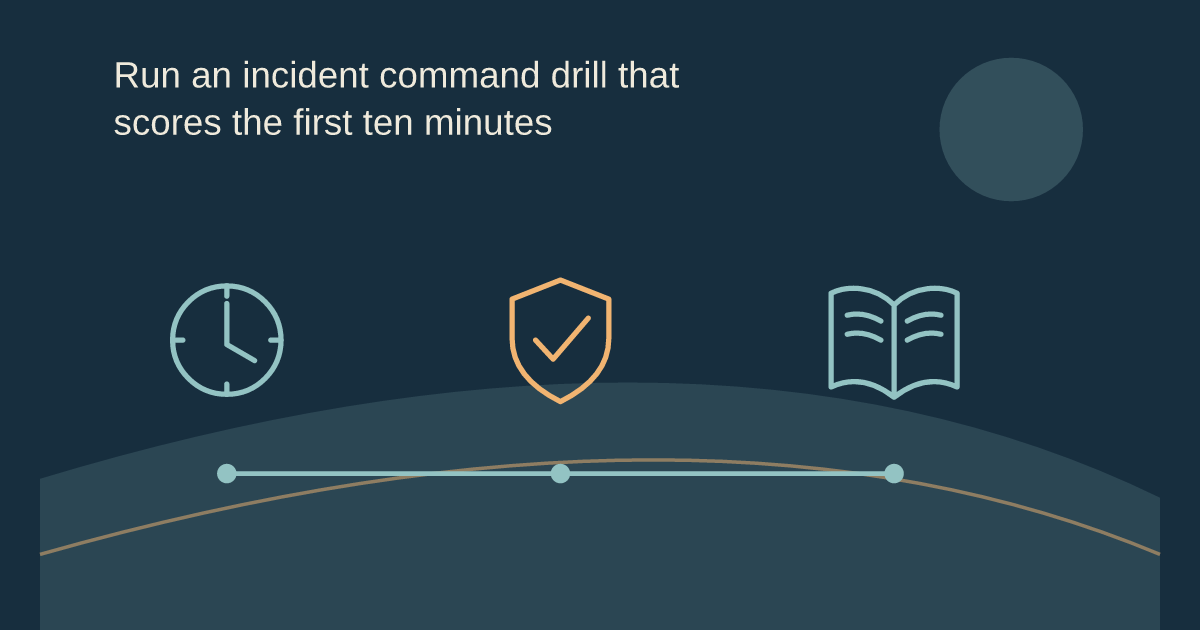 Run an incident command drill that
scores the first ten minutes